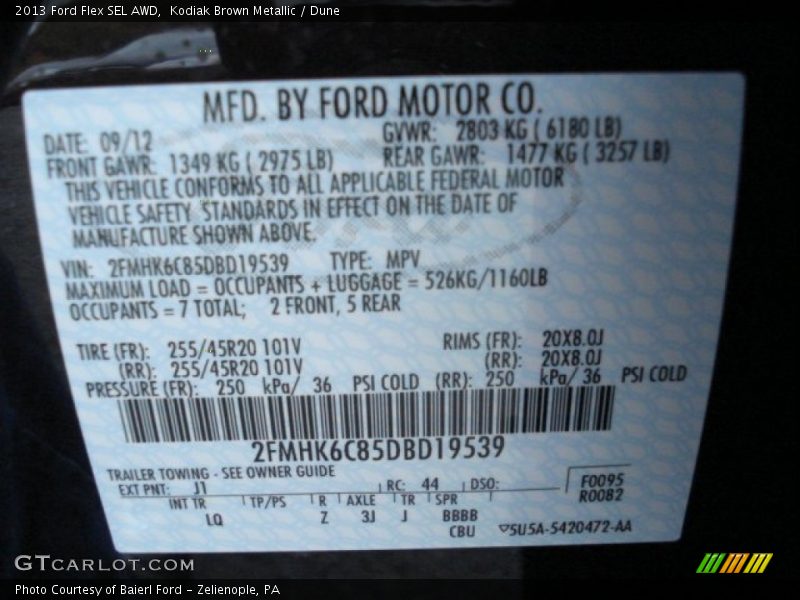 2013 Ford Flex SEL AWD,  Kodiak Brown Metallic / Dune
MFD. BY FORD MOTOR CO.
DATE: 09/12 GVWR: 2803 KG ( 6180 LB)
FRONT GAWR: 1349 KG ( 2975 LB) REAR GAWR: 1477 KG ( 3257 LB)
THIS VEHICLE CONFORMS TO ALL APPLICABLE FEDERAL MOTOR
VEHICLE SAFETY STANDARDS IN EFFECT ON THE DATE OF
MANUFACTURE SHOWN ABOVE.
VIN: 2FMHK6C85DBD19539 TYPE: MPV
MAXIMUM LOAD = OCCUPANTS + LUGGAGE = 526KG/1160LB
OCCUPANTS = 7 TOTAL; 2 FRONT, 5 REAR
TIRE (FR): 255/45R20 101V RIMS (FR): 20X8.0J
(RR): 255/45R20 101V (RR): 20X8.0J
PRESSURE (FR): 250 kPa/ 36 PSI COLD (RR): 250 kPa/ 36 PSI COLD
2FMHK6C85DBD19539
TRAILER TOWING - SEE OWNER GUIDE
EXT PNT: J1 RC: 44 DSO: F0095
R0082
INT TR TP/PS R AXLE TR SPR
LQ Z 3J J BBBB
CBU 5U5A-5420472-AA
GTCARLOT.COM
Photo Courtesy of Baierl Ford - Zelienople, PA